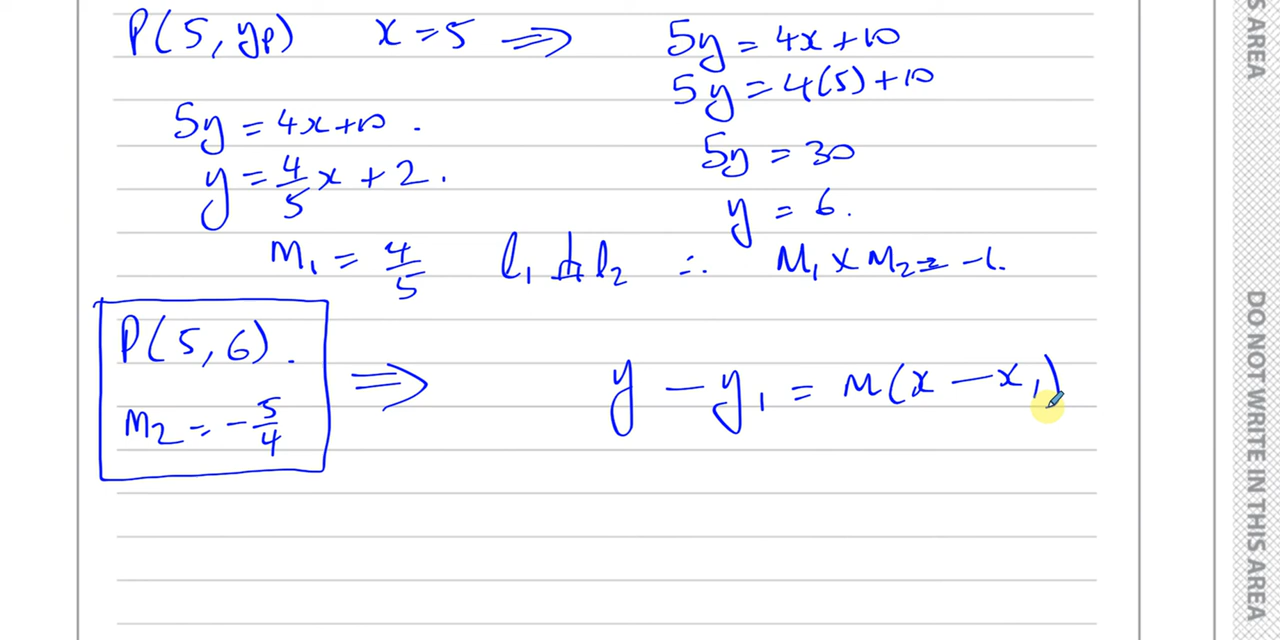 P(5, yp) x = 5 ⟹ 5y = 4x + 10
5y = 4(5) + 10
5y = 4x + 10 .
5y = 30
y = 4/5 x + 2 .
y = 6 .
m₁ = 4/5 l₁ ⊥ l₂ ∴ M₁ × M₂ = -1.
P(5, 6) .
m₂ = - 5/4
⟹ y - y₁ = m(x - x₁)
S AREA
DO NOT WRITE IN THIS AREA